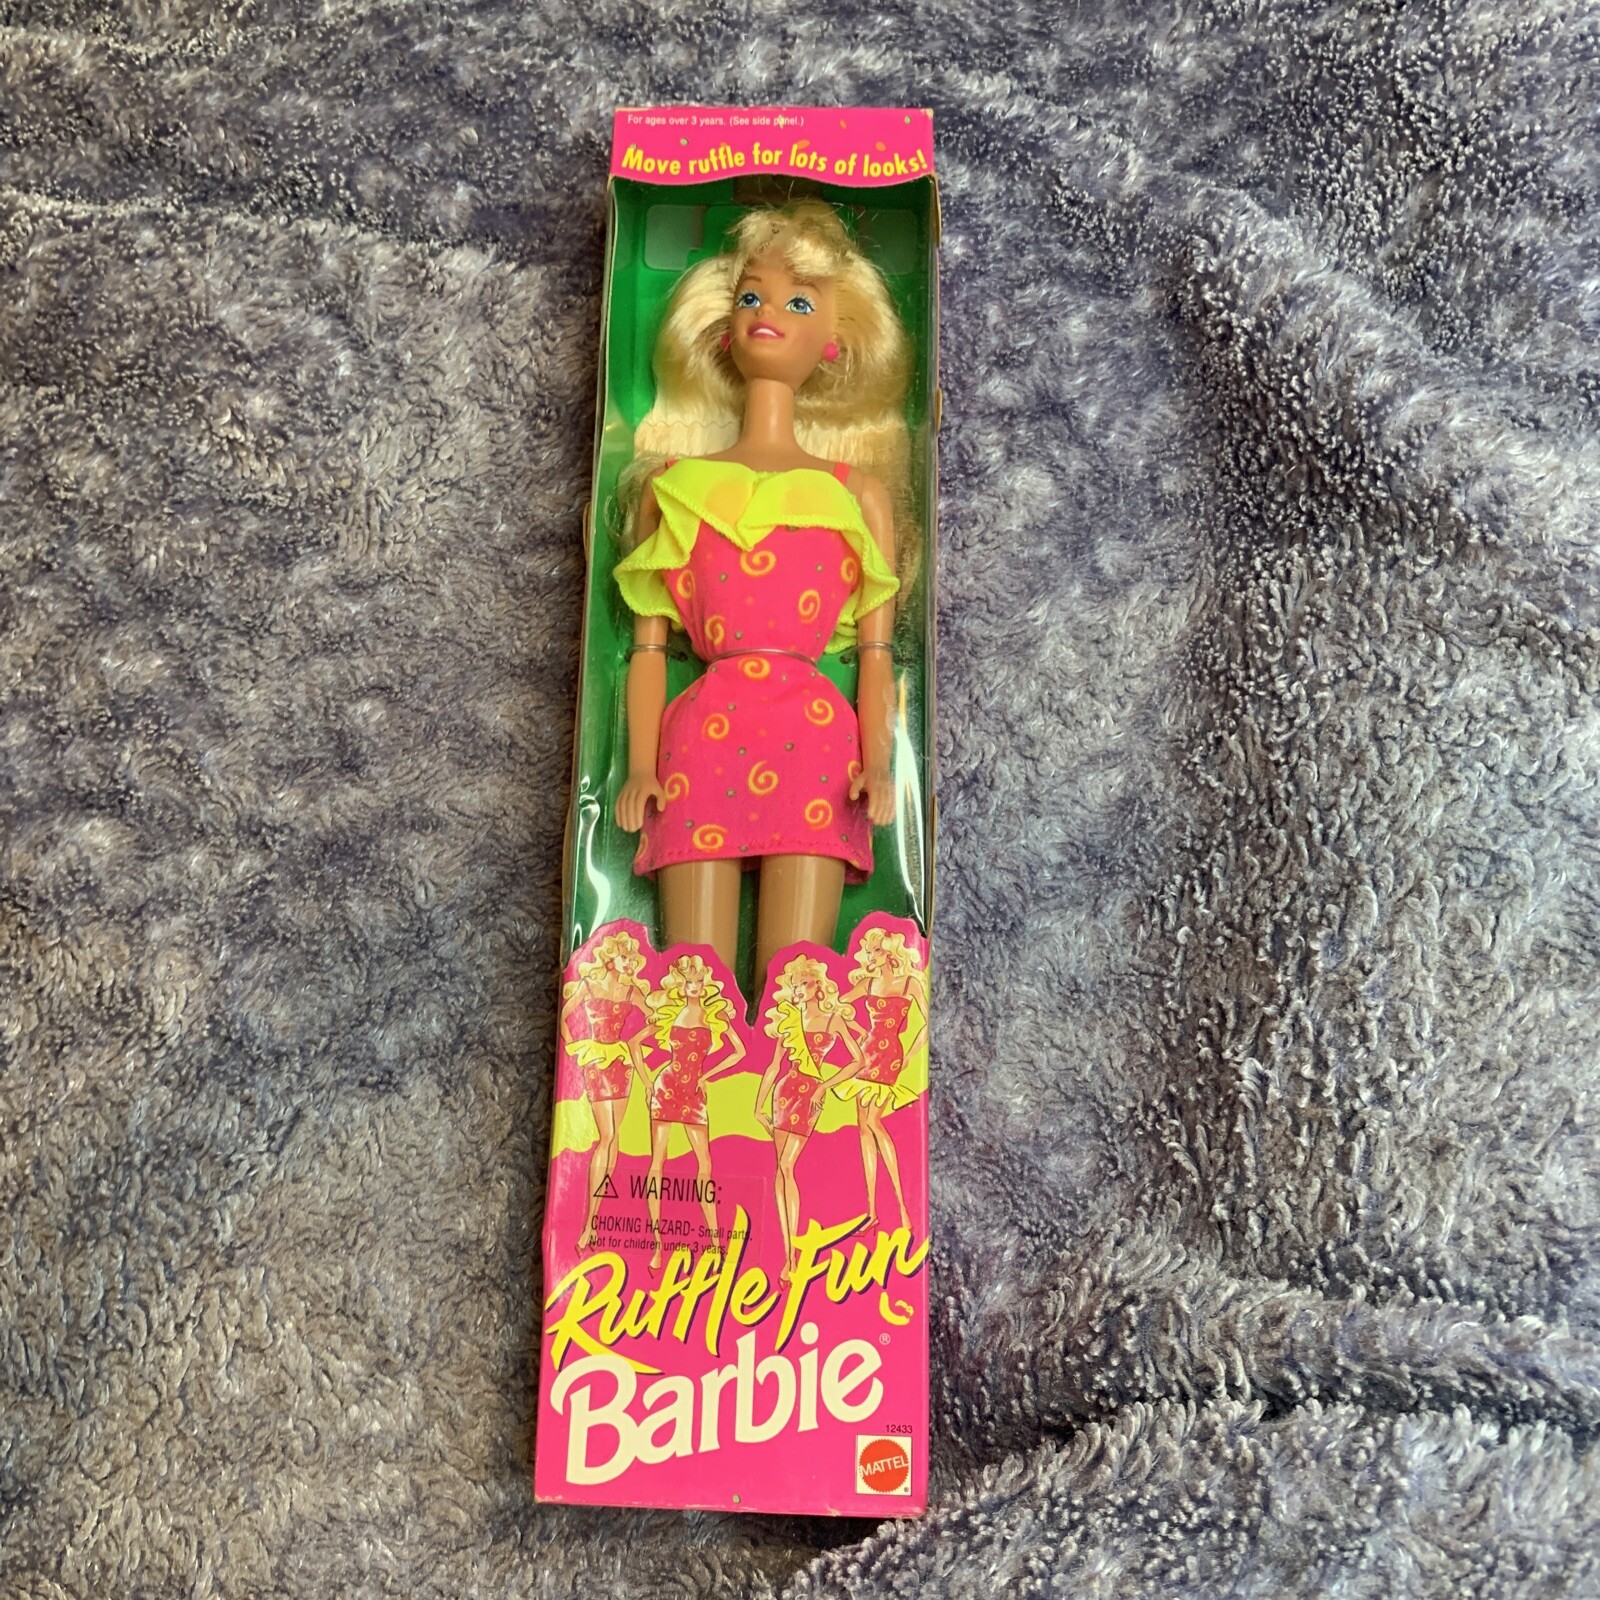 For ages over 3 years. (See side panel.)
Move ruffle for lots of looks!
WARNING:
CHOKING HAZARD- Small parts.
Not for children under 3 years.
Ruffle Fun
Barbie®
12433
MATTEL
®